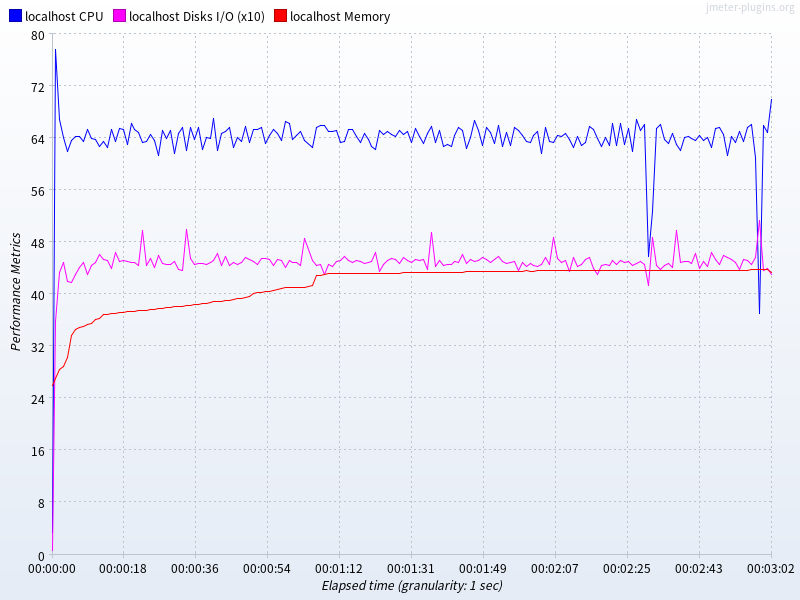 jmeter-plugins.org
localhost CPU localhost Disks I/O (x10) localhost Memory
80
72
64
56
48
40
32
24
16
8
0
Performance Metrics
00:00:00 00:00:18 00:00:36 00:00:54 00:01:12 00:01:31 00:01:49 00:02:07 00:02:25 00:02:43 00:03:02
Elapsed time (granularity: 1 sec)